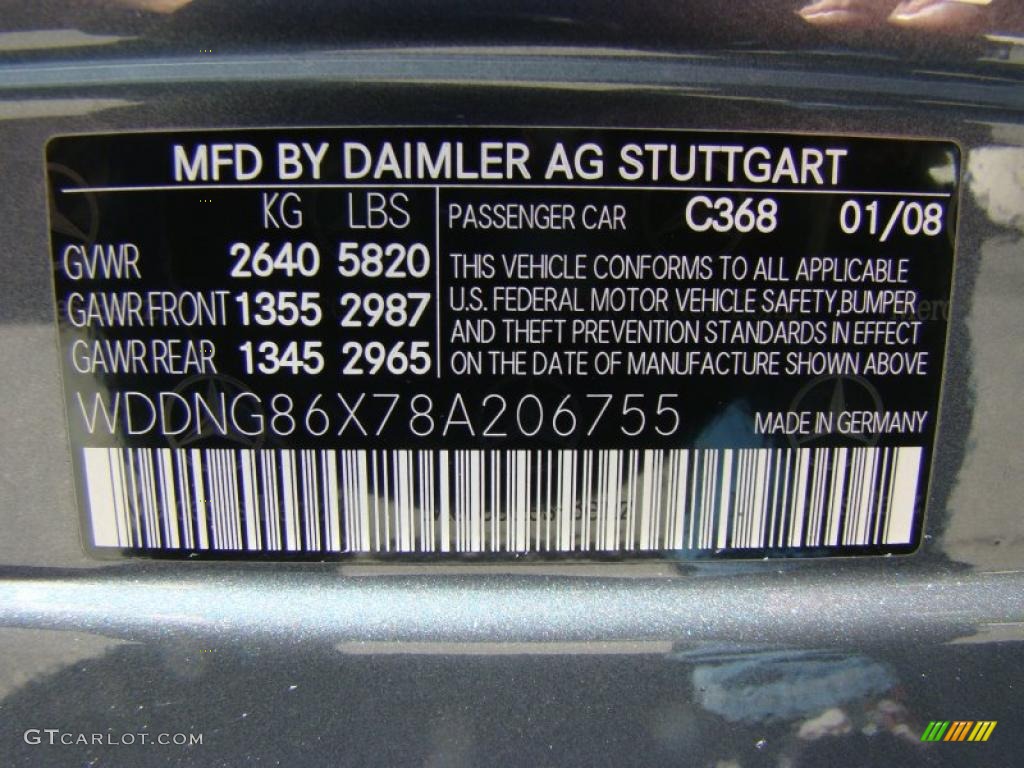 MFD BY DAIMLER AG STUTTGART
KG LBS
GVWR 2640 5820
GAWR FRONT 1355 2987
GAWR REAR 1345 2965
PASSENGER CAR C368 01/08
THIS VEHICLE CONFORMS TO ALL APPLICABLE
U.S. FEDERAL MOTOR VEHICLE SAFETY,BUMPER
AND THEFT PREVENTION STANDARDS IN EFFECT
ON THE DATE OF MANUFACTURE SHOWN ABOVE
WDDNG86X78A206755
MADE IN GERMANY
GTCARLOT.COM